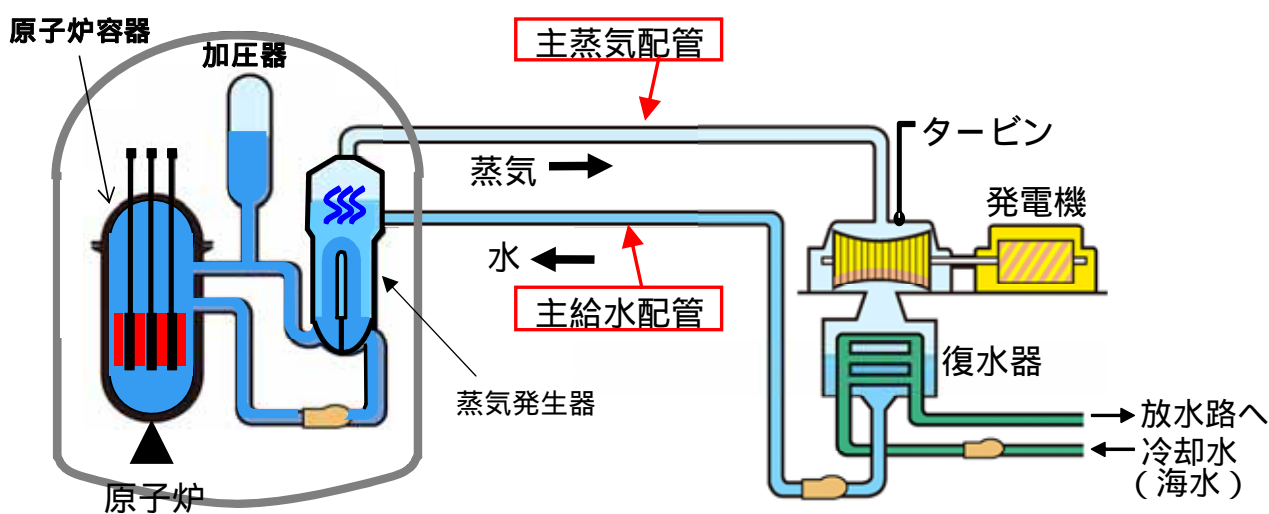 原子炉容器
加圧器
主蒸気配管
タービン
蒸気
発電機
水
主給水配管
復水器
蒸気発生器
放水路へ
冷却水
（海水）
原子炉